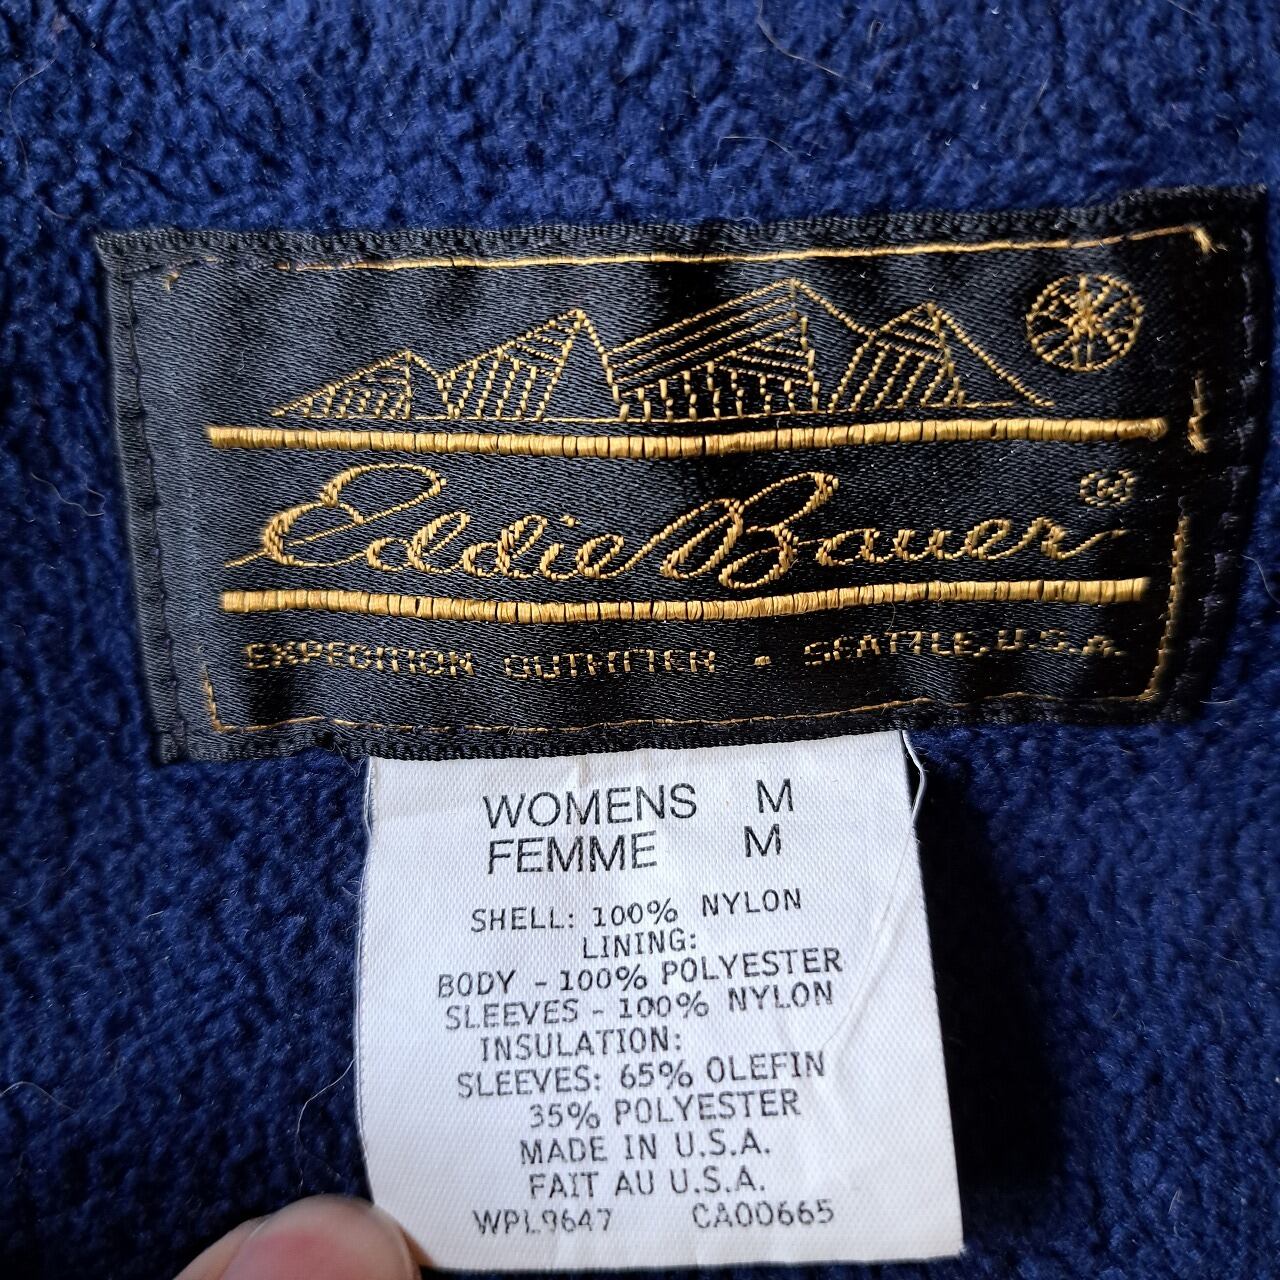 Eddie Bauer®
EXPEDITION OUTFITTER - SEATTLE, U.S.A.
WOMENS M
FEMME M
SHELL: 100% NYLON
LINING:
BODY - 100% POLYESTER
SLEEVES - 100% NYLON
INSULATION:
SLEEVES: 65% OLEFIN
35% POLYESTER
MADE IN U.S.A.
FAIT AU U.S.A.
WPL9647 CA00665